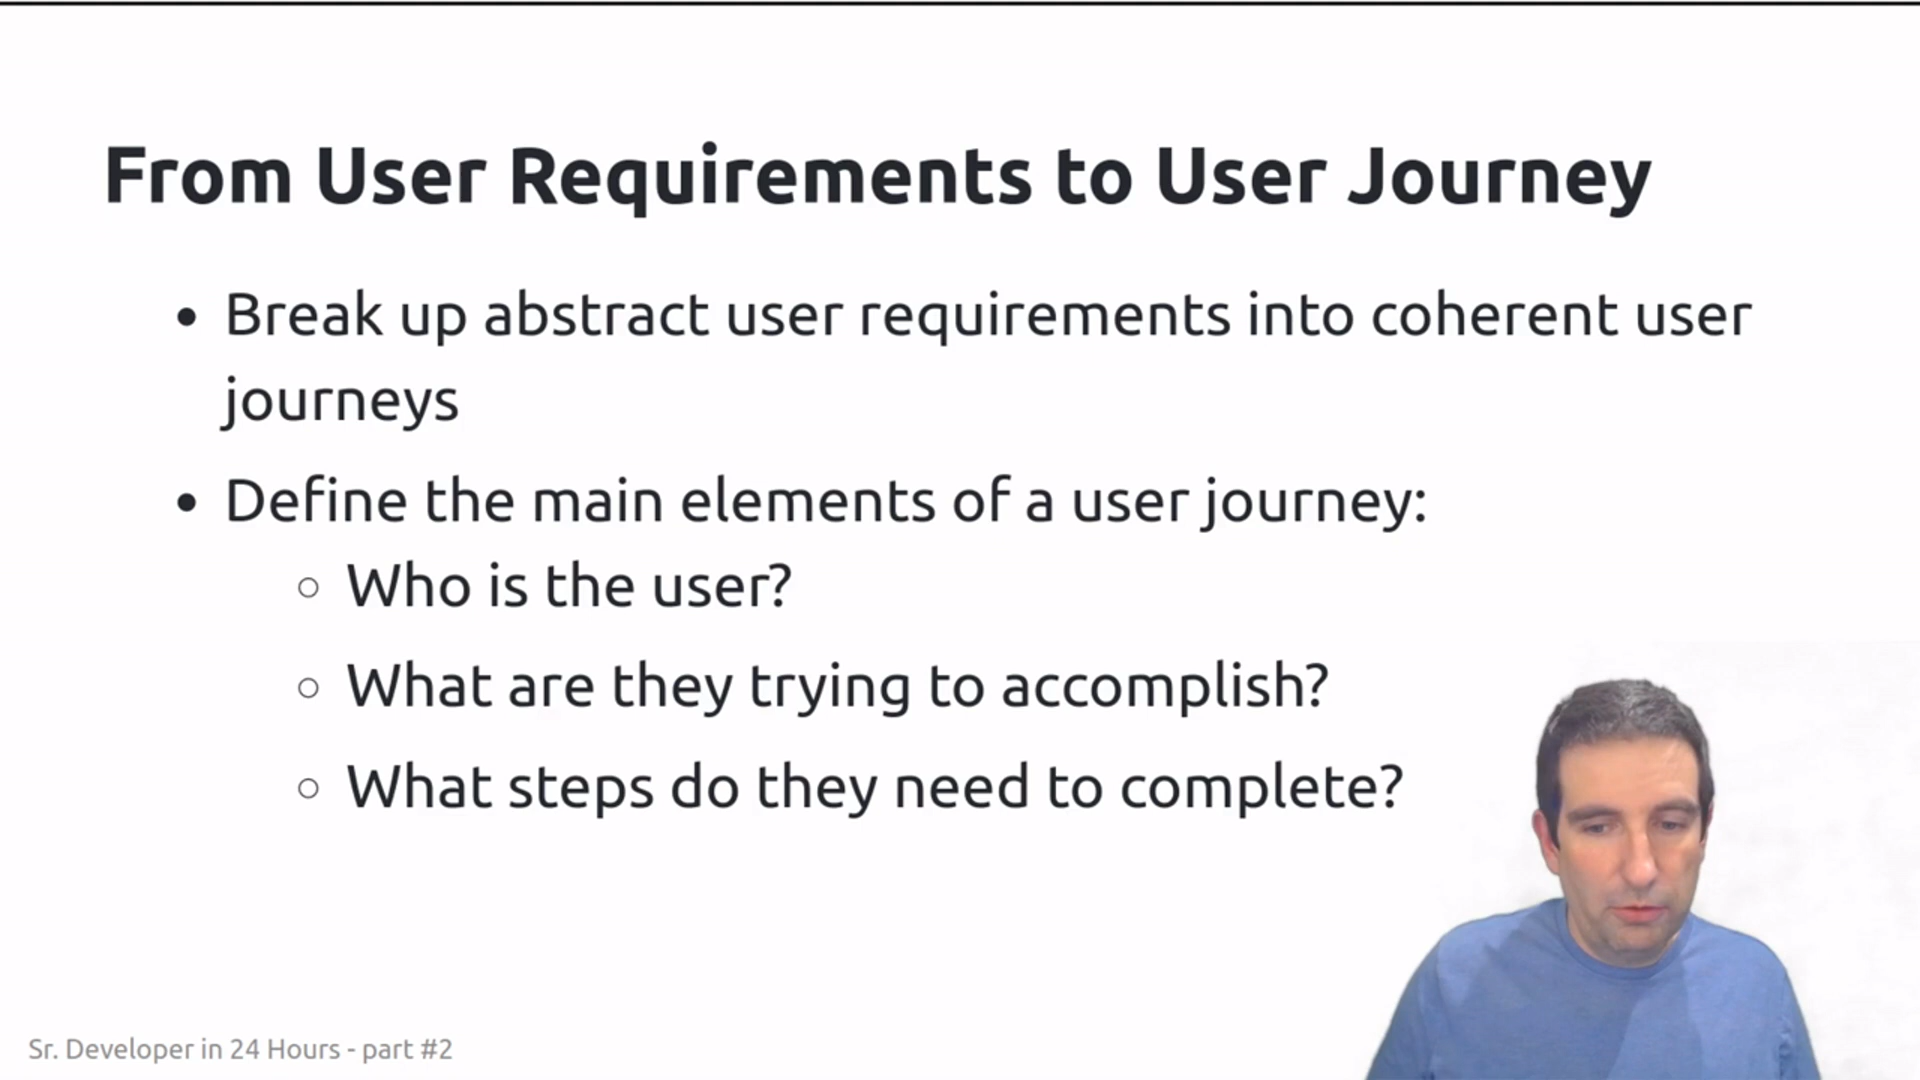 From User Requirements to User Journey
• Break up abstract user requirements into coherent user
journeys
• Define the main elements of a user journey:
○ Who is the user?
○ What are they trying to accomplish?
○ What steps do they need to complete?
Sr. Developer in 24 Hours - part #2